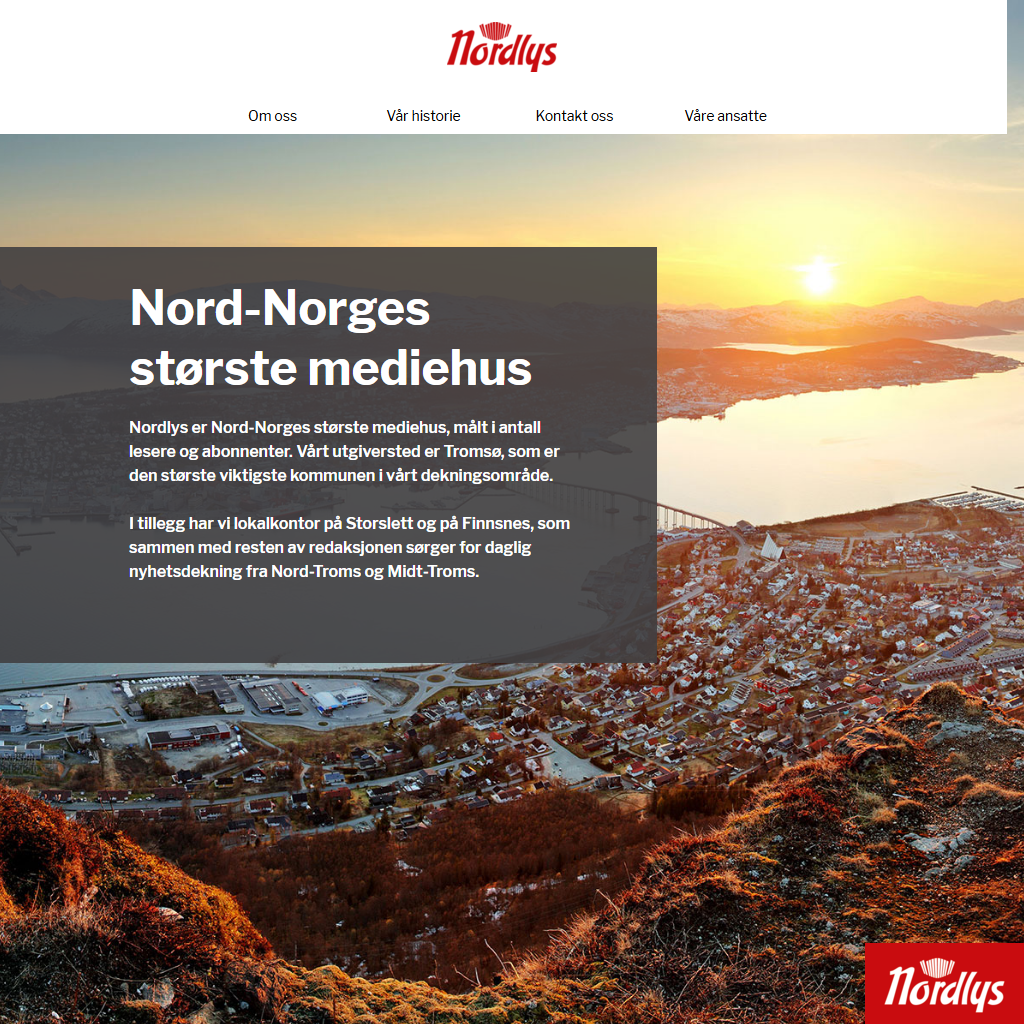 Nordlys
Om oss
Vår historie
Kontakt oss
Våre ansatte
Nord-Norges
største mediehus
Nordlys er Nord-Norges største mediehus, målt i antall
lesere og abonnenter. Vårt utgiversted er Tromsø, som er
den største viktigste kommunen i vårt dekningsområde.
I tillegg har vi lokalkontor på Storslett og på Finnsnes, som
sammen med resten av redaksjonen sørger for daglig
nyhetsdekning fra Nord-Troms og Midt-Troms.
Nordlys